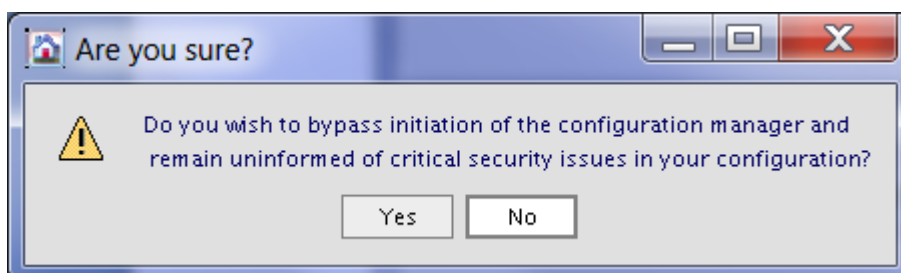 Are you sure?
Do you wish to bypass initiation of the configuration manager and
remain uninformed of critical security issues in your configuration?
Yes No